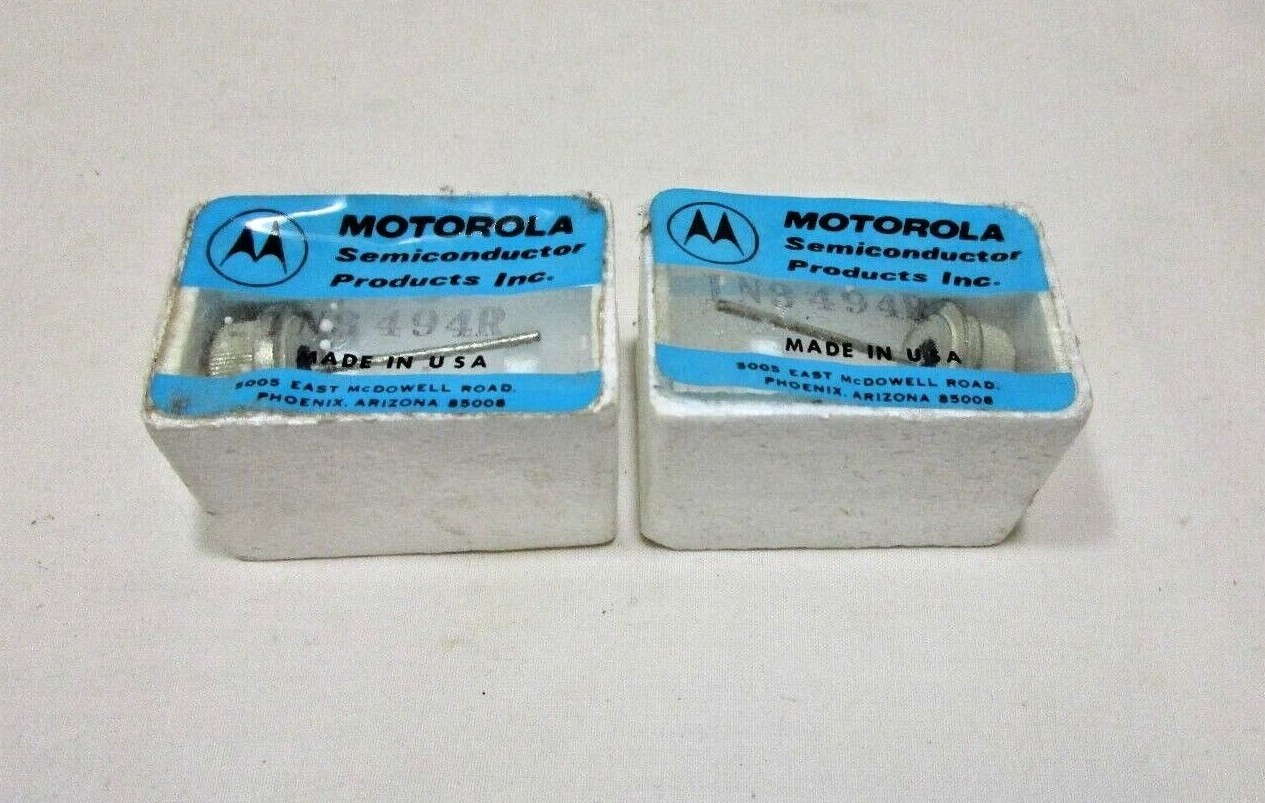 MOTOROLA
Semiconductor
Products Inc.
1N3494R
MADE IN USA
5005 EAST McDOWELL ROAD.
PHOENIX, ARIZONA 85008
MOTOROLA
Semiconductor
Products Inc.
1N3494R
MADE IN USA
5005 EAST McDOWELL ROAD.
PHOENIX, ARIZONA 85008